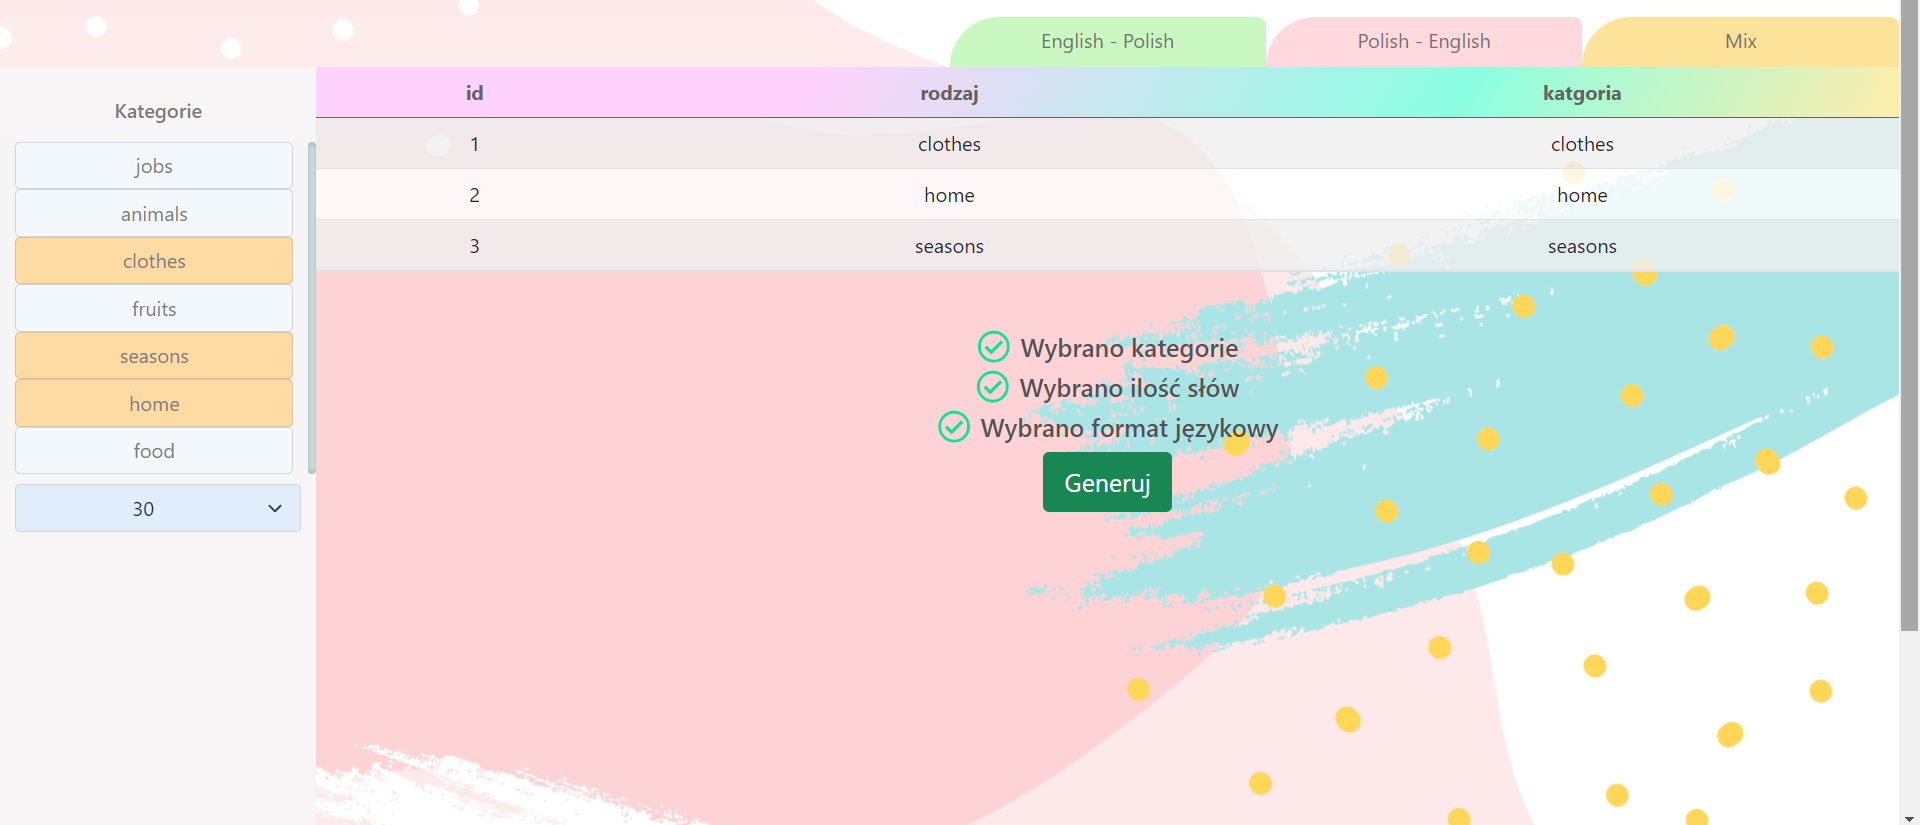 English - Polish
Polish - English
Mix
Kategorie
jobs
animals
clothes
fruits
seasons
home
food
30
id rodzaj katgoria
1 clothes clothes
2 home home
3 seasons seasons
Wybrano kategorie
Wybrano ilość słów
Wybrano format językowy
Generuj